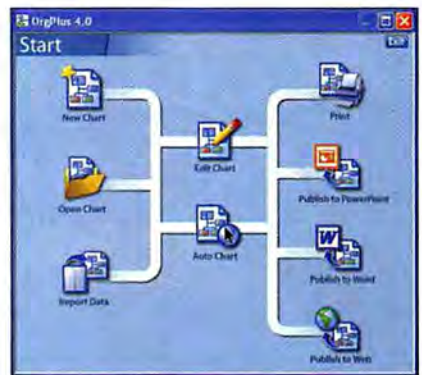 OrgPlus 4.0
Start
Exit
New Chart
Open Chart
Import Data
Edit Chart
Auto Chart
Print
Publish to PowerPoint
Publish to Word
Publish to Web